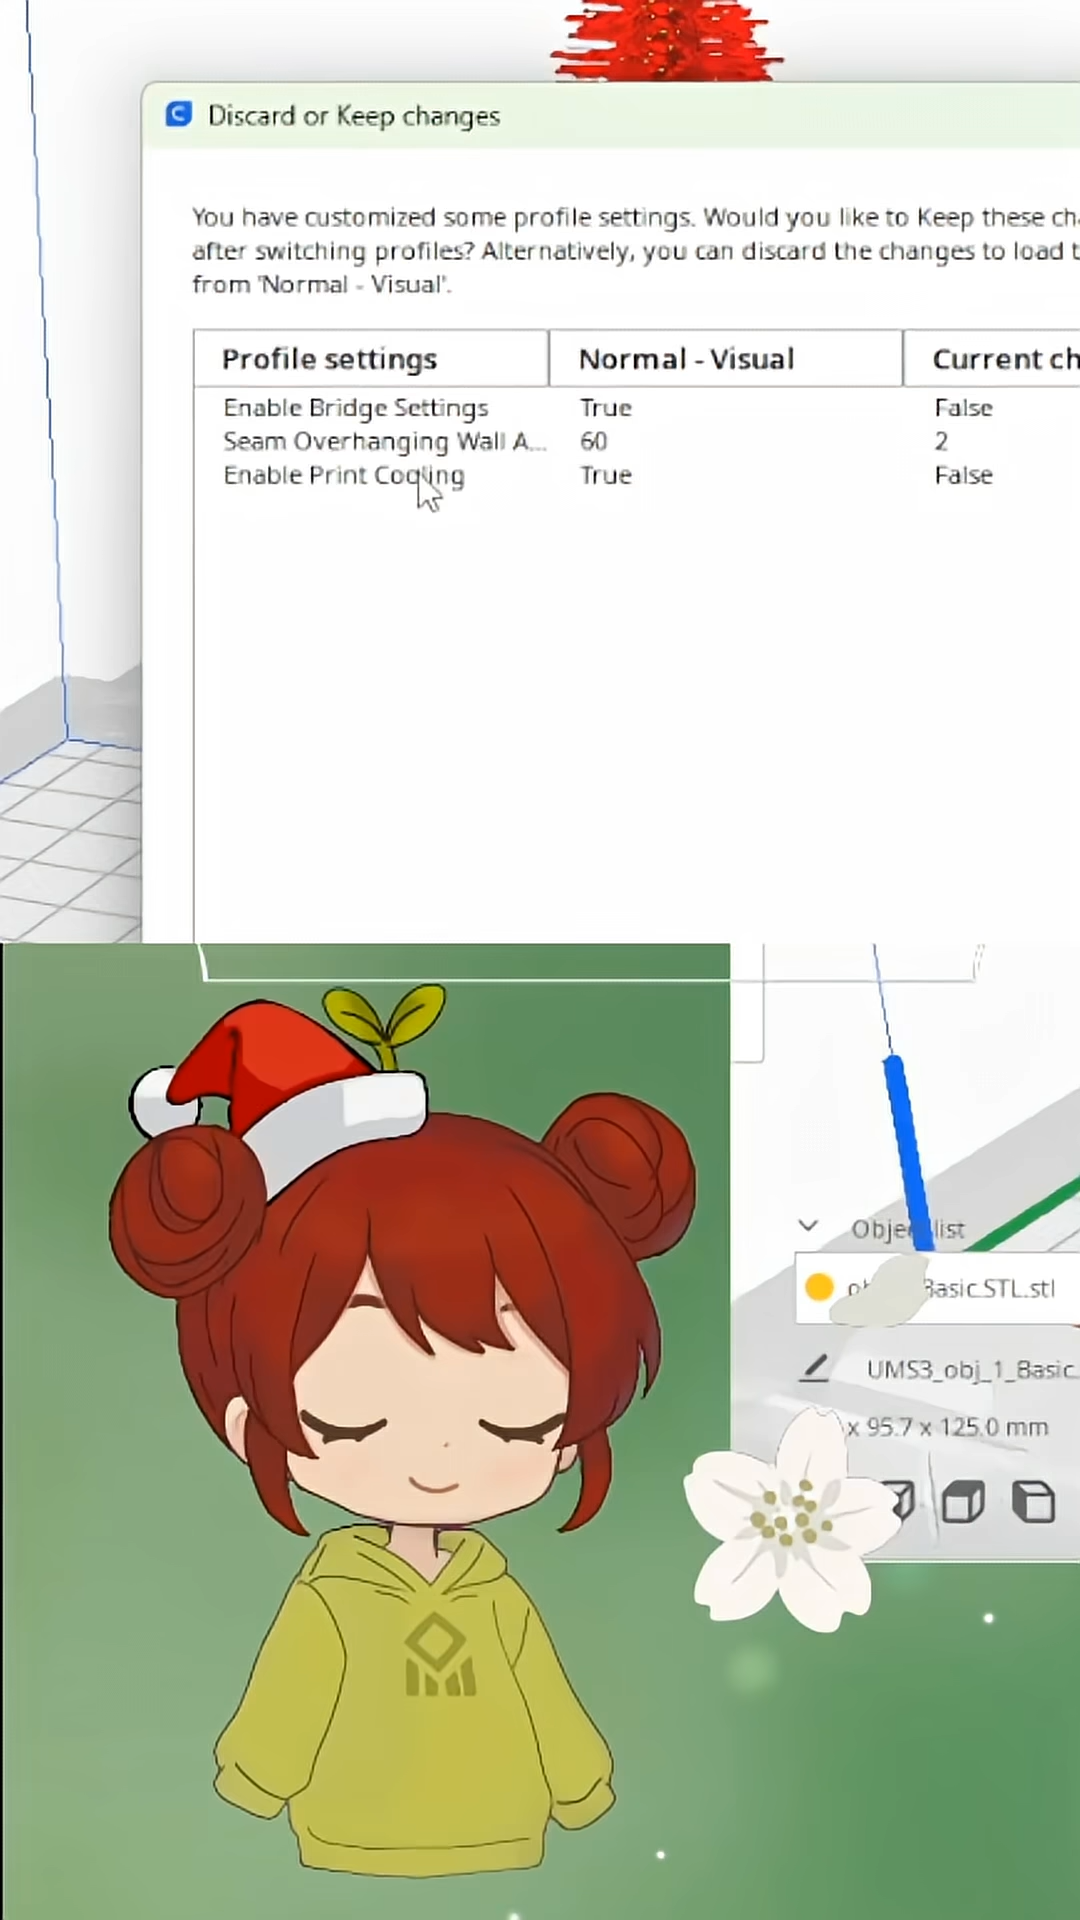 Discard or Keep changes
You have customized some profile settings. Would you like to Keep these
after switching profiles? Alternatively, you can discard the changes to load
from 'Normal - Visual'.
Profile settings Normal - Visual Current
Enable Bridge Settings True False
Seam Overhanging Wall A... 60 2
Enable Print Cooling True False
Object list
Basic.STL.stl
UMS3_obj_1_Basic.
x 95.7 x 125.0 mm